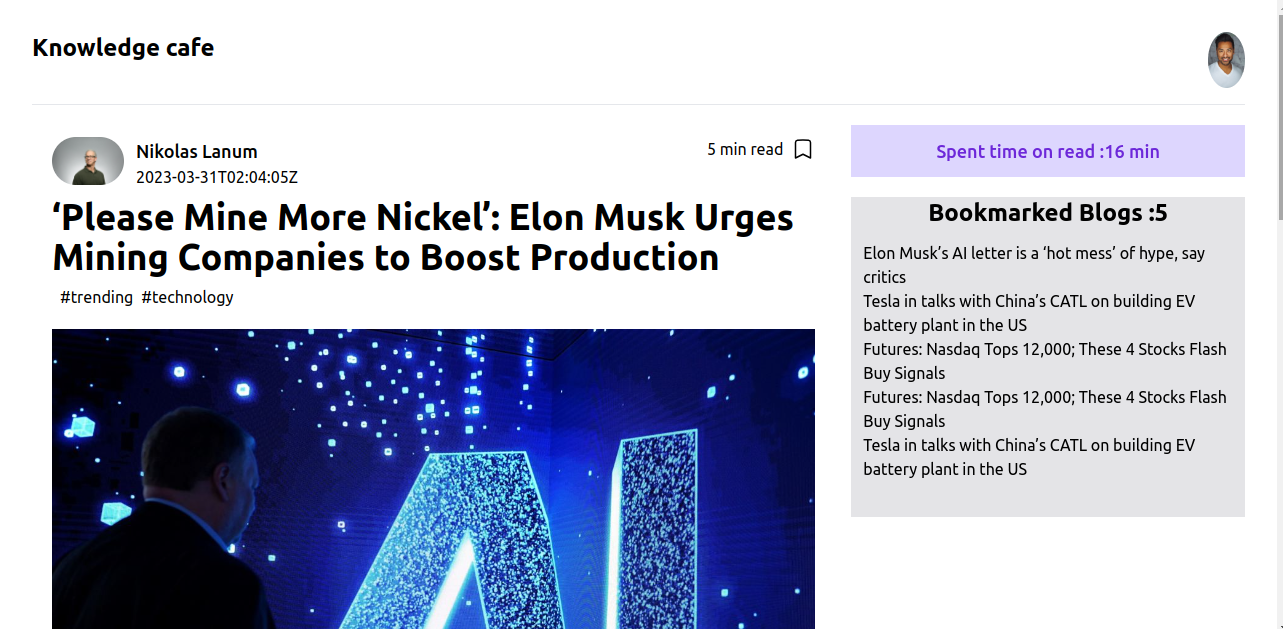 Knowledge cafe
Nikolas Lanum
2023-03-31T02:04:05Z
5 min read
‘Please Mine More Nickel’: Elon Musk Urges
Mining Companies to Boost Production
#trending #technology
AI
Spent time on read :16 min
Bookmarked Blogs :5
Elon Musk’s AI letter is a ‘hot mess’ of hype, say
critics
Tesla in talks with China’s CATL on building EV
battery plant in the US
Futures: Nasdaq Tops 12,000; These 4 Stocks Flash
Buy Signals
Futures: Nasdaq Tops 12,000; These 4 Stocks Flash
Buy Signals
Tesla in talks with China’s CATL on building EV
battery plant in the US